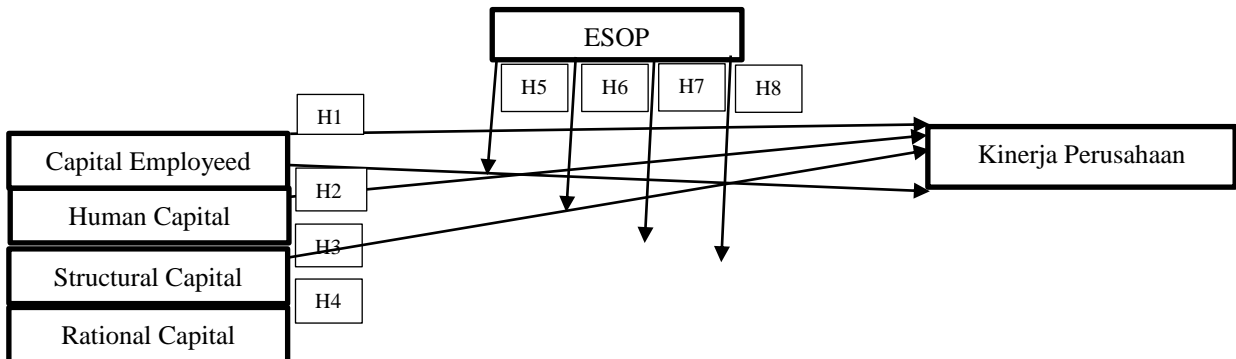 ESOP
H5
H6
H7
H8
H1
Capital Employeed
Kinerja Perusahaan
H2
Human Capital
H3
Structural Capital
H4
Rational Capital